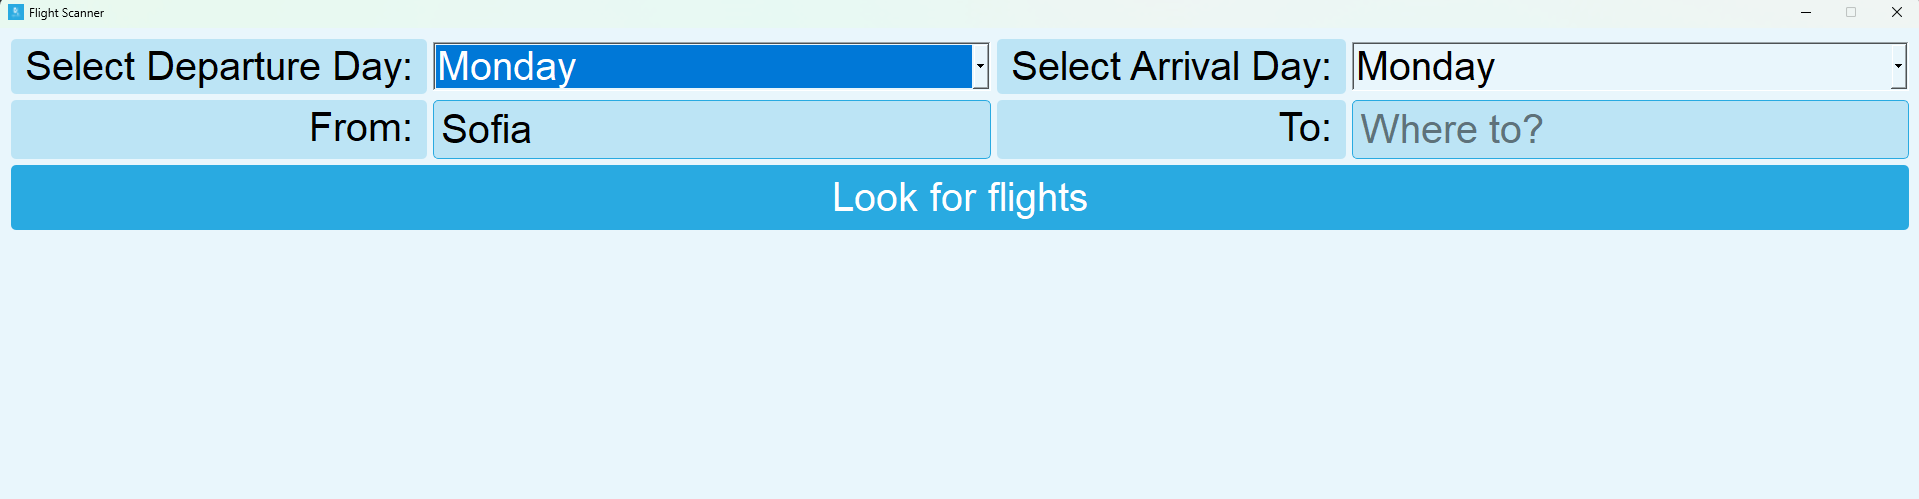 Flight Scanner
Select Departure Day: Monday Select Arrival Day: Monday
From: Sofia To: Where to?
Look for flights